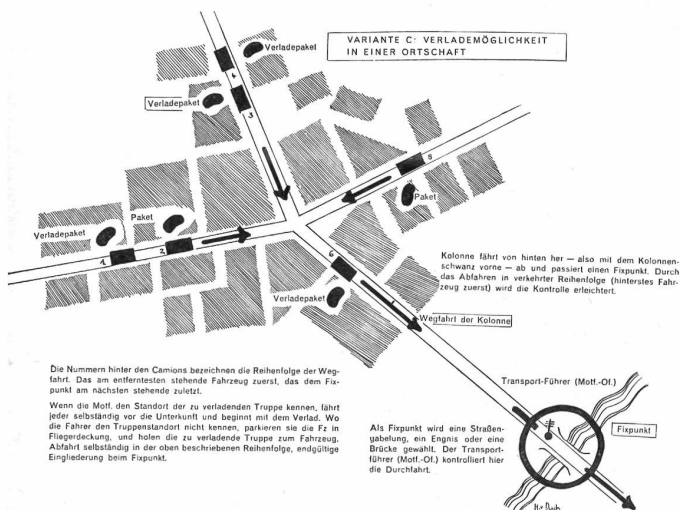 VARIANTE C: VERLADEMÖGLICHKEIT
IN EINER ORTSCHAFT
Verladepaket
4
Verladepaket
3
5
Paket
Paket
Verladepaket
1
2
6
Verladepaket
Kolonne fährt von hinten her — also mit dem Kolonnen-
schwanz vorne — ab und passiert einen Fixpunkt. Durch
das Abfahren in verkehrter Reihenfolge (hinterstes Fahr-
zeug zuerst) wird die Kontrolle erleichtert.
Wegfahrt der Kolonne
Die Nummern hinter den Camions bezeichnen die Reihenfolge der Weg-
fahrt. Das am entferntesten stehende Fahrzeug zuerst, das dem Fix-
punkt am nächsten stehende zuletzt.
Wenn die Motf. den Standort der zu verladenden Truppe kennen, fährt
jeder selbständig vor die Unterkunft und beginnt mit dem Verlad. Wo
die Fahrer den Truppenstandort nicht kennen, parkieren sie die Fz in
Fliegerdeckung, und holen die zu verladende Truppe zum Fahrzeug.
Abfahrt selbständig in der oben beschriebenen Reihenfolge, endgültige
Eingliederung beim Fixpunkt.
Transport-Führer (Motf.-Of.)
Als Fixpunkt wird eine Straßen-
gabelung, ein Engnis oder eine
Brücke gewählt. Der Transport-
führer (Motf.-Of.) kontrolliert hier
die Durchfahrt.
Fixpunkt
H.v. Dach